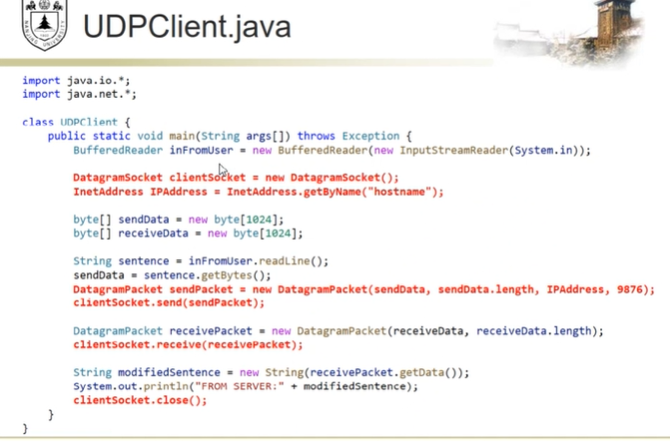 UDPClient.java
import java.io.*;
import java.net.*;
class UDPClient {
public static void main(String args[]) throws Exception {
BufferedReader inFromUser = new BufferedReader(new InputStreamReader(System.in));
DatagramSocket clientSocket = new DatagramSocket();
InetAddress IPAddress = InetAddress.getByName("hostname");
byte[] sendData = new byte[1024];
byte[] receiveData = new byte[1024];
String sentence = inFromUser.readLine();
sendData = sentence.getBytes();
DatagramPacket sendPacket = new DatagramPacket(sendData, sendData.length, IPAddress, 9876);
clientSocket.send(sendPacket);
DatagramPacket receivePacket = new DatagramPacket(receiveData, receiveData.length);
clientSocket.receive(receivePacket);
String modifiedSentence = new String(receivePacket.getData());
System.out.println("FROM SERVER:" + modifiedSentence);
clientSocket.close();
}
}